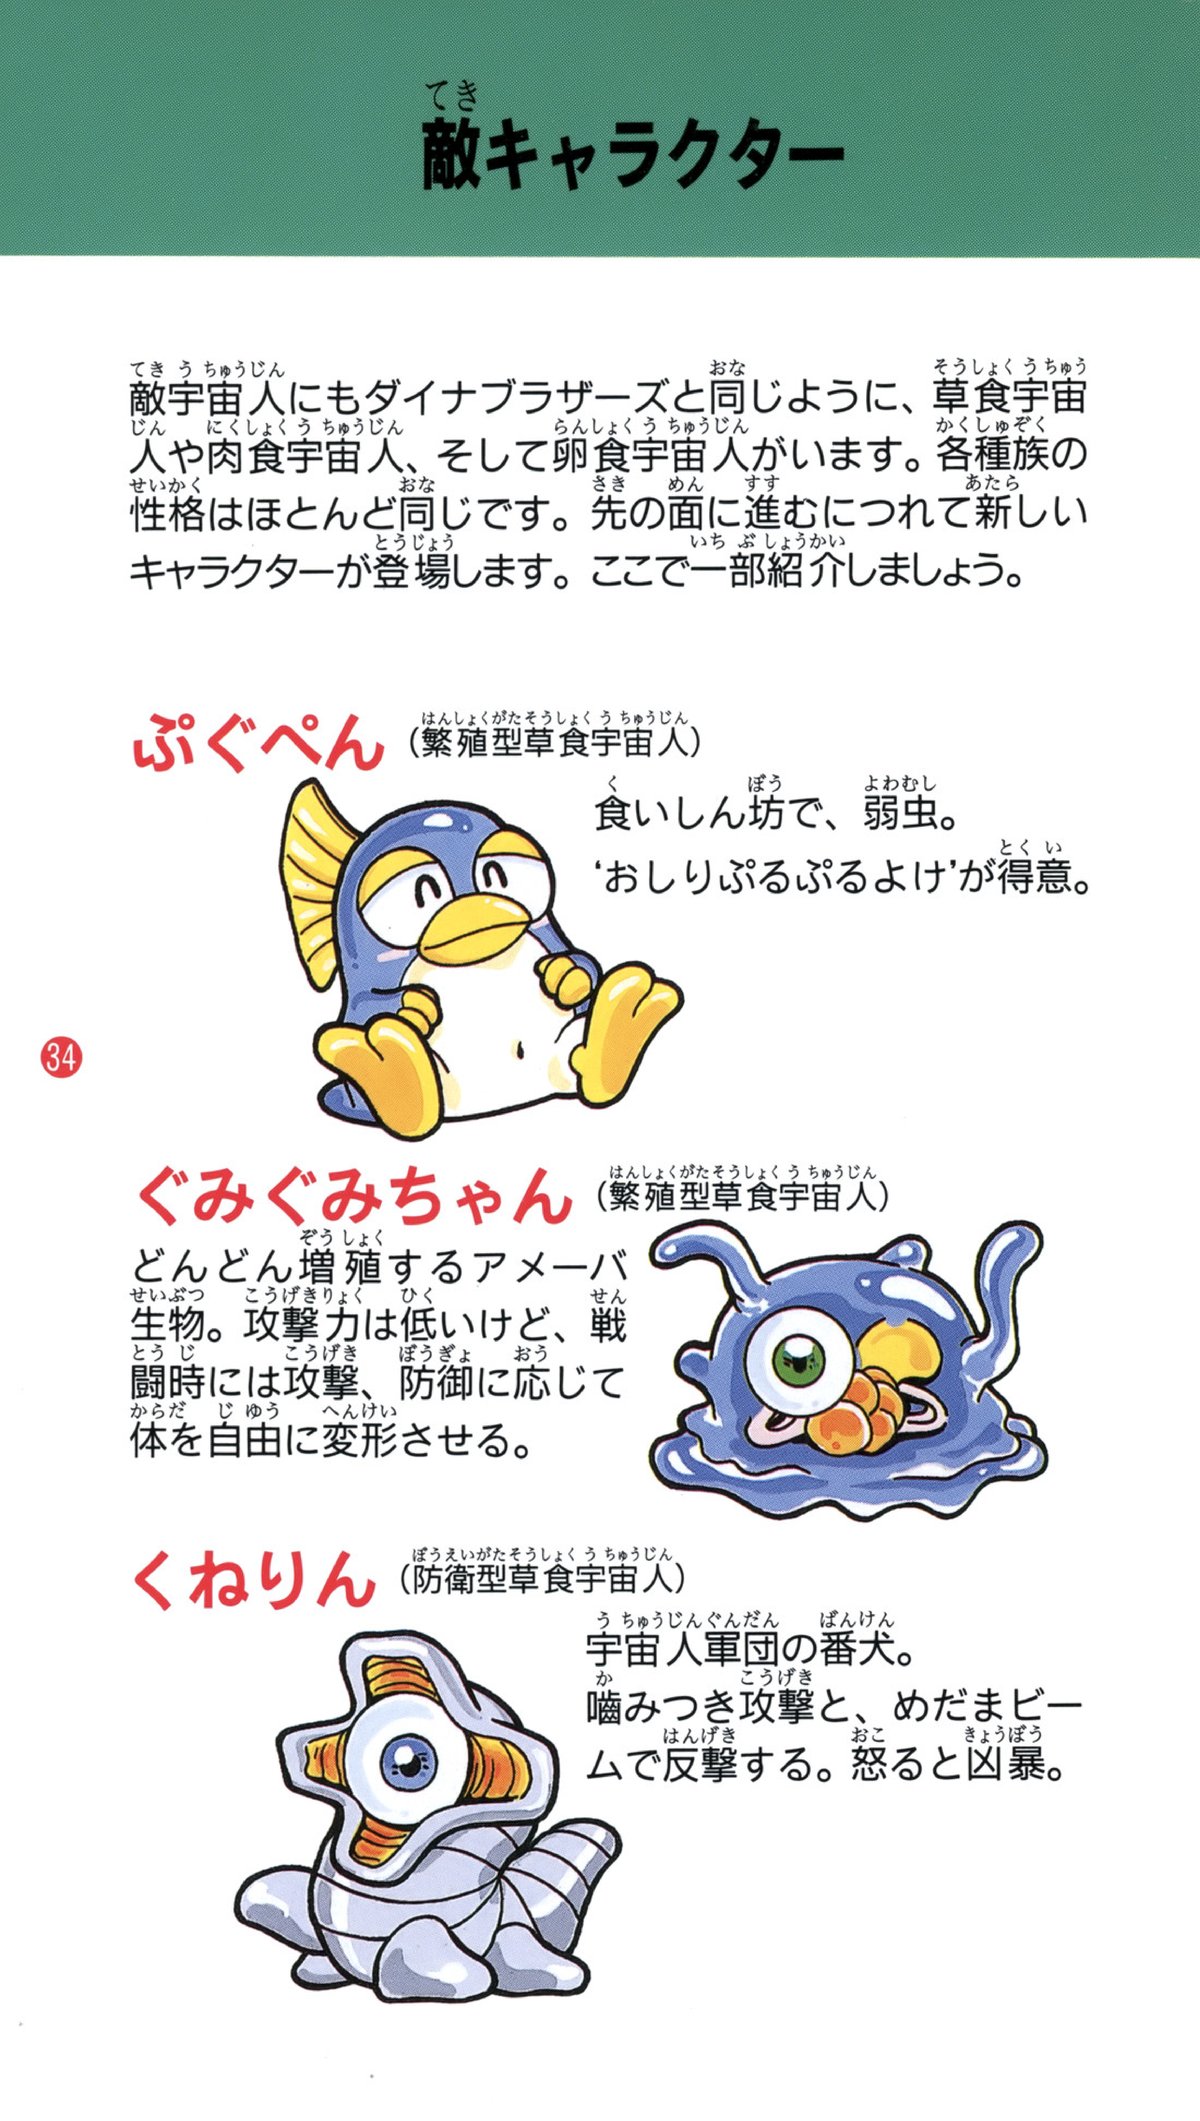 敵キャラクター
敵宇宙人にもダイナブラザーズと同じように、草食宇宙
人や肉食宇宙人、そして卵食宇宙人がいます。各種族の
性格はほとんど同じです。先の面に進むにつれて新しい
キャラクターが登場します。ここで一部紹介しましょう。
ぷぐぺん（繁殖型草食宇宙人）
食いしん坊で、弱虫。
‘おしりぷるぷるよけ’が得意。
34
ぐみぐみちゃん（繁殖型草食宇宙人）
どんどん増殖するアメーバ
生物。攻撃力は低いけど、戦
闘時には攻撃、防御に応じて
体を自由に変形させる。
くねりん（防衛型草食宇宙人）
宇宙人軍団の番犬。
嚙みつき攻撃と、めだまビー
ムで反撃する。怒ると凶暴。